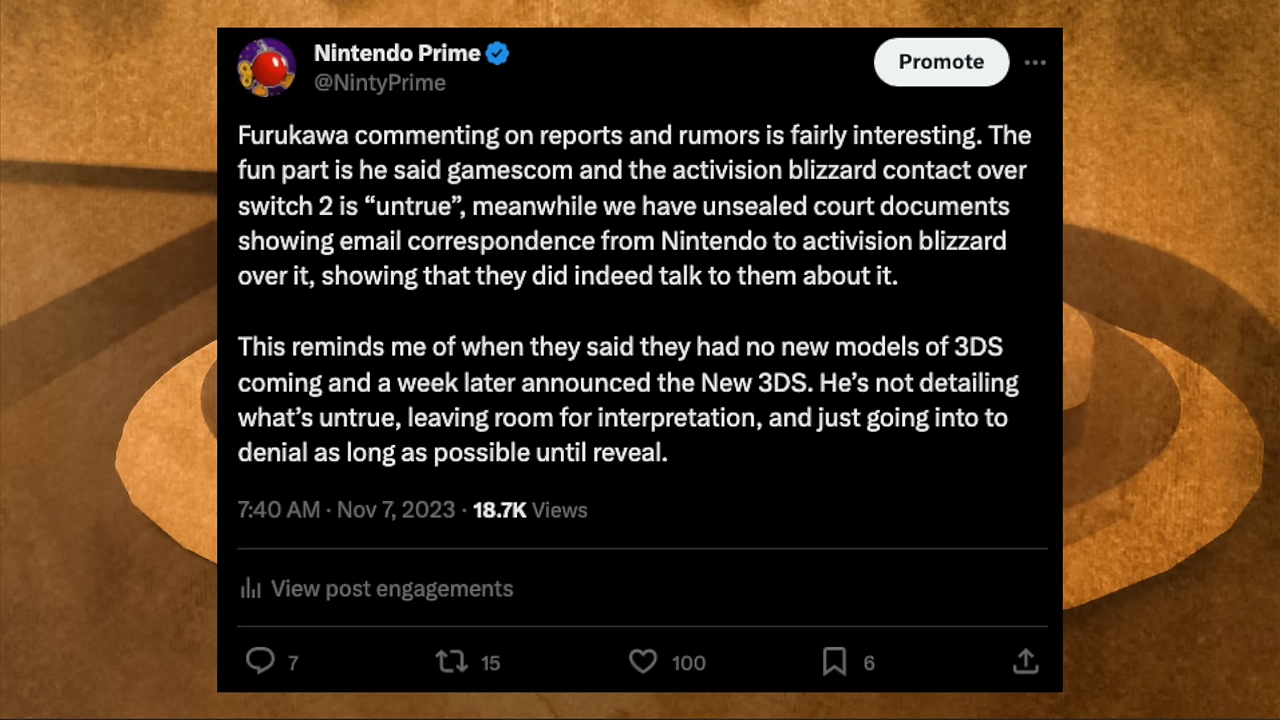 Nintendo Prime
@NintyPrime
Promote
Furukawa commenting on reports and rumors is fairly interesting. The
fun part is he said gamescom and the activision blizzard contact over
switch 2 is “untrue”, meanwhile we have unsealed court documents
showing email correspondence from Nintendo to activision blizzard
over it, showing that they did indeed talk to them about it.
This reminds me of when they said they had no new models of 3DS
coming and a week later announced the New 3DS. He’s not detailing
what’s untrue, leaving room for interpretation, and just going into to
denial as long as possible until reveal.
7:40 AM · Nov 7, 2023 · 18.7K Views
View post engagements
7 15 100 6